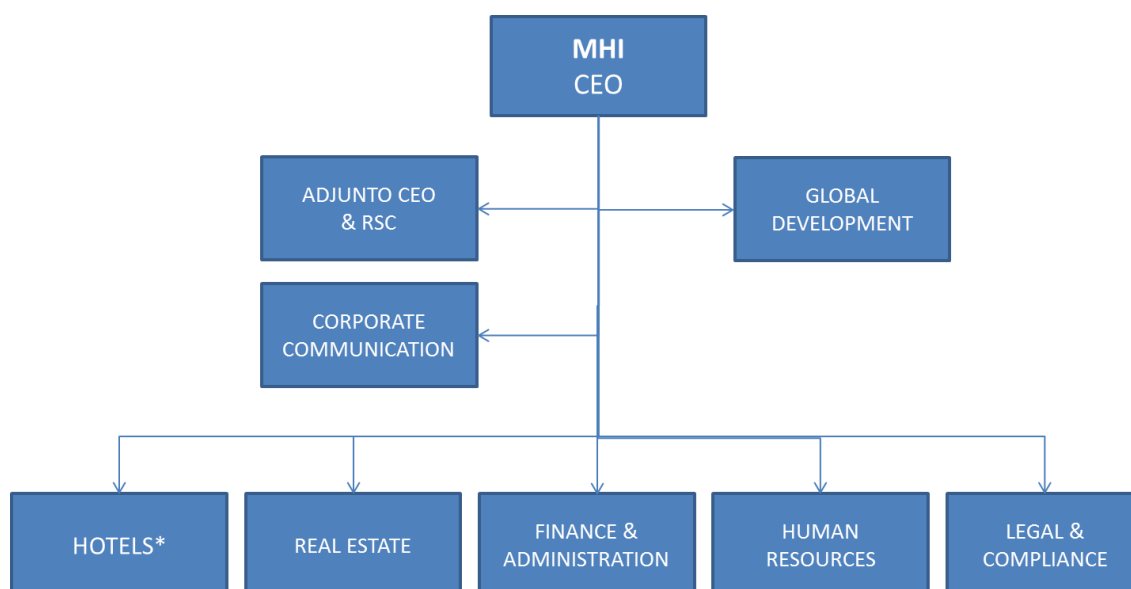 MHI
CEO
ADJUNTO CEO
& RSC
GLOBAL
DEVELOPMENT
CORPORATE
COMMUNICATION
HOTELS*
REAL ESTATE
FINANCE &
ADMINISTRATION
HUMAN
RESOURCES
LEGAL &
COMPLIANCE